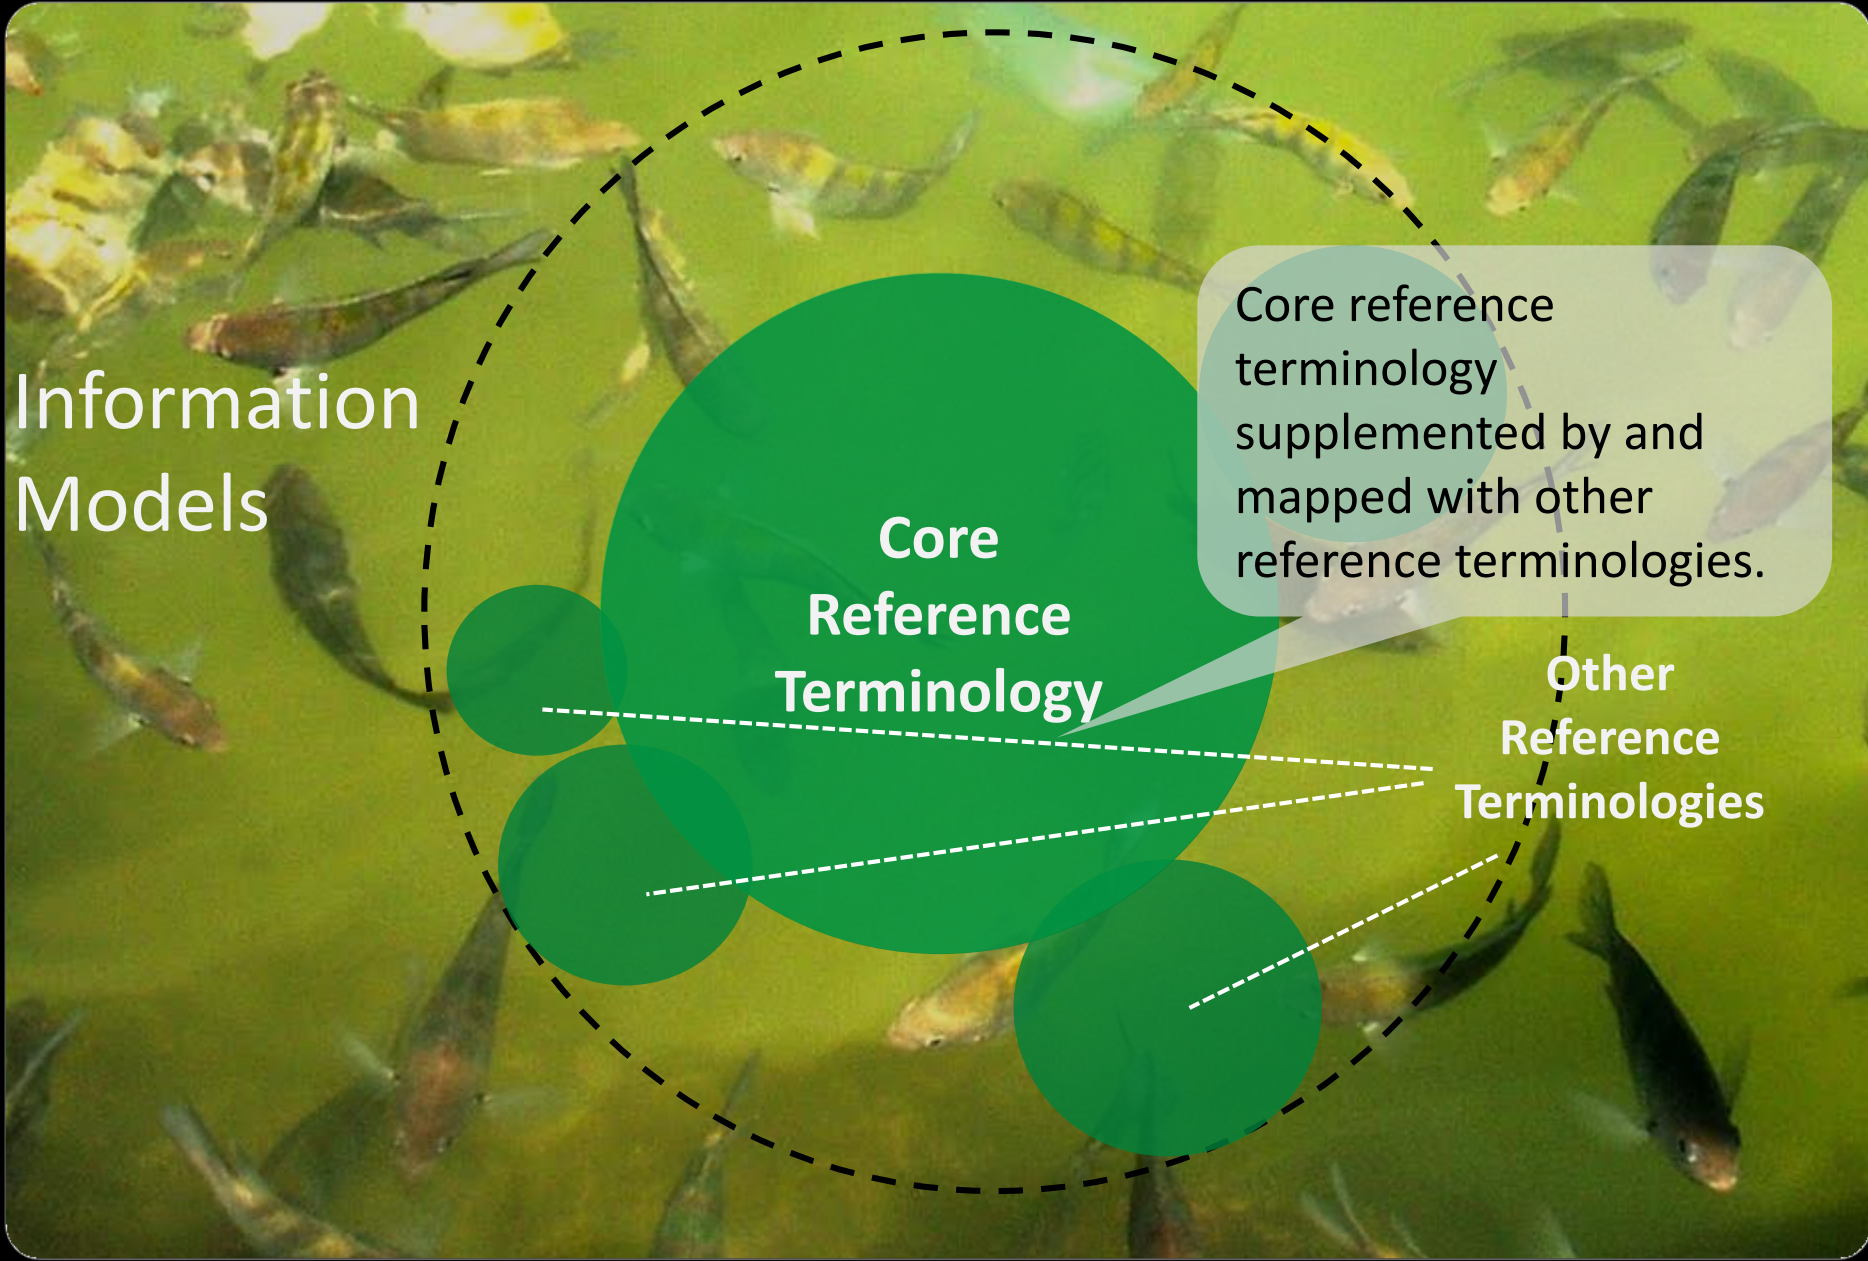 Information
Models
Core
Reference
Terminology
Core reference
terminology
supplemented by and
mapped with other
reference terminologies.
Other
Reference
Terminologies